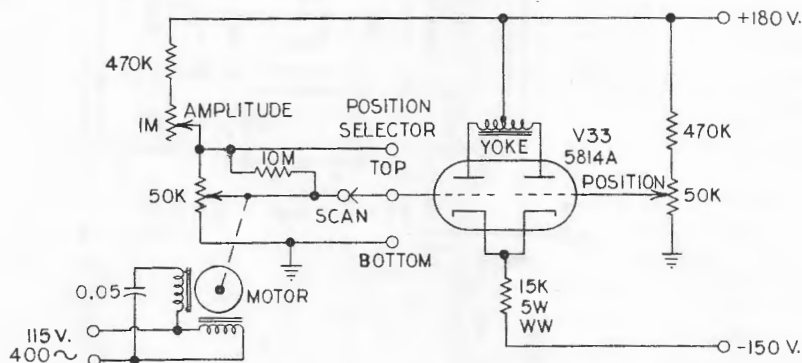 +180 V.
470K
AMPLITUDE
1M
POSITION
SELECTOR
10M
TOP
50K
SCAN
BOTTOM
YOKE
V33
5814A
470K
POSITION
50K
0.05
MOTOR
115 V.
400~
15K
5W
WW
-150 V.